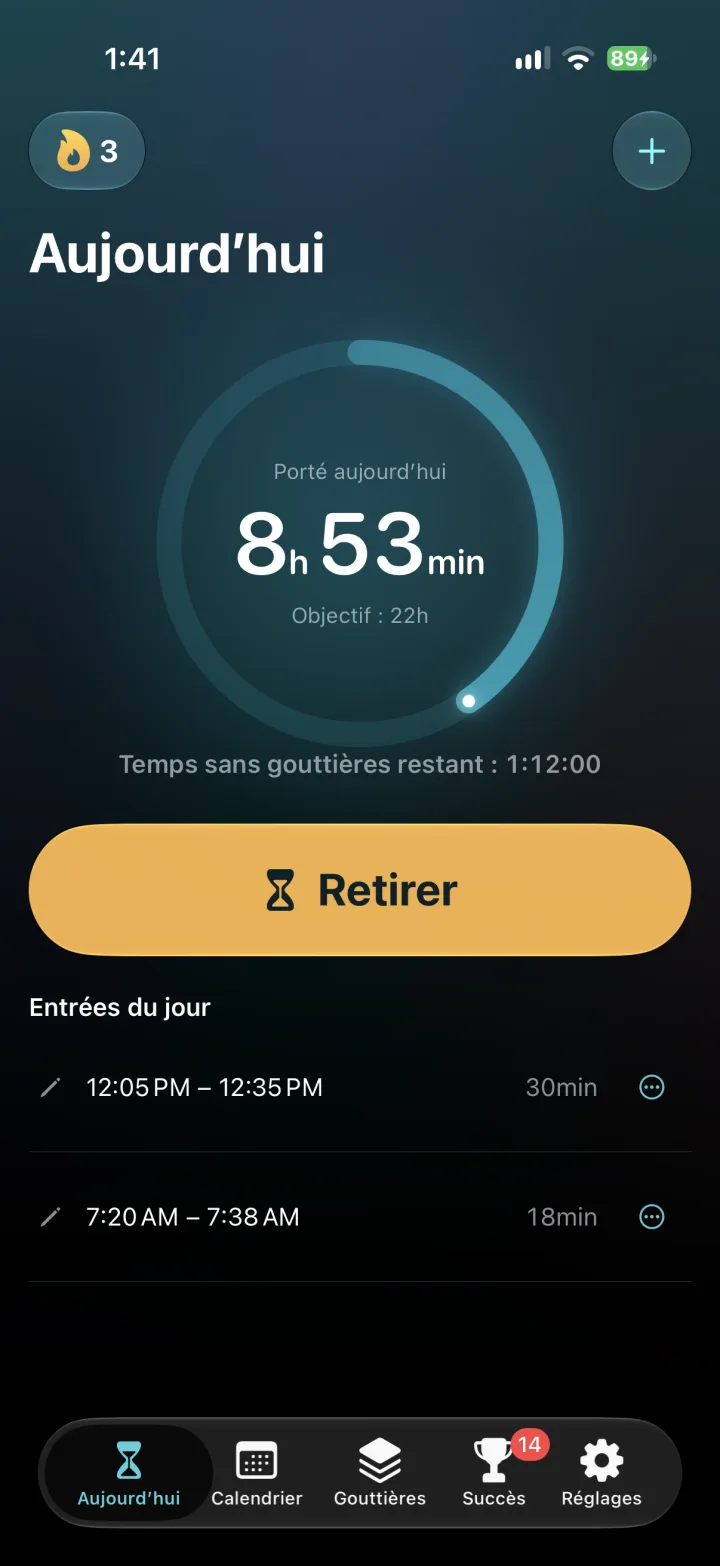 1:41
89
3
Aujourd’hui
Porté aujourd’hui
8h 53min
Objectif : 22h
Temps sans gouttières restant : 1:12:00
Retirer
Entrées du jour
12:05 PM – 12:35 PM 30min
7:20 AM – 7:38 AM 18min
14
Aujourd’hui Calendrier Gouttières Succès Réglages